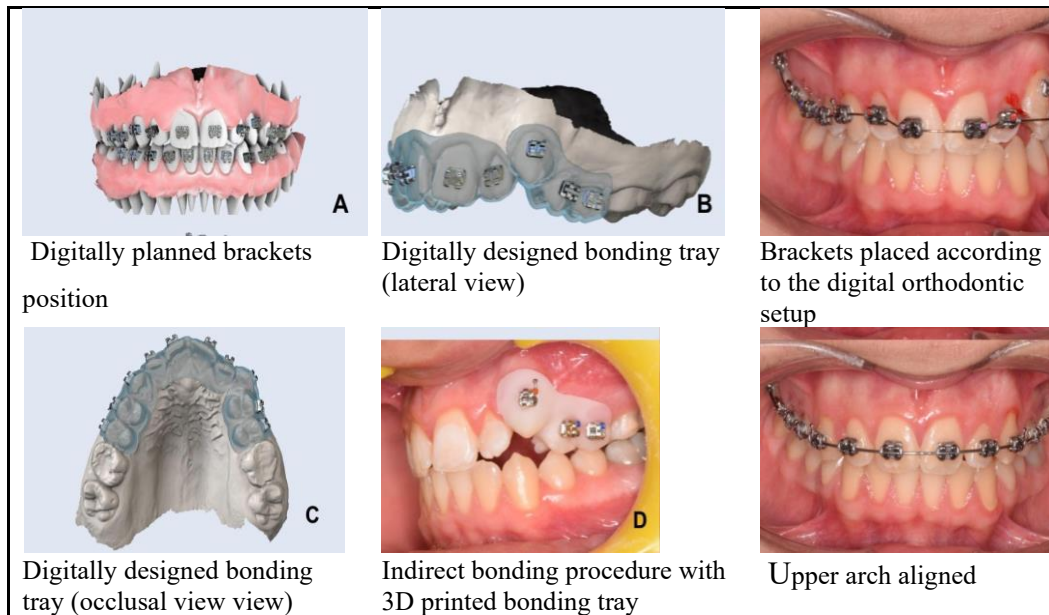 A
Digitally planned brackets
position
B
Digitally designed bonding tray
(lateral view)
Brackets placed according
to the digital orthodontic
setup
C
Digitally designed bonding
tray (occlusal view view)
D
Indirect bonding procedure with
3D printed bonding tray
Upper arch aligned